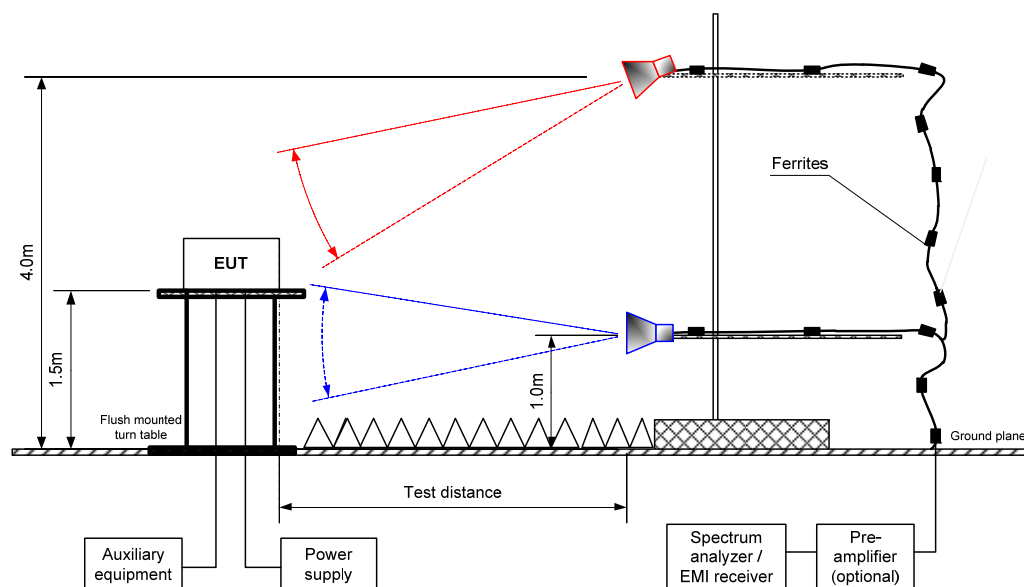 Ferrites
4.0m
EUT
1.5m
1.0m
Flush mounted
turn table
Ground plane
Test distance
Auxiliary
equipment
Power
supply
Spectrum
analyzer /
EMI receiver
Pre-
amplifier
(optional)